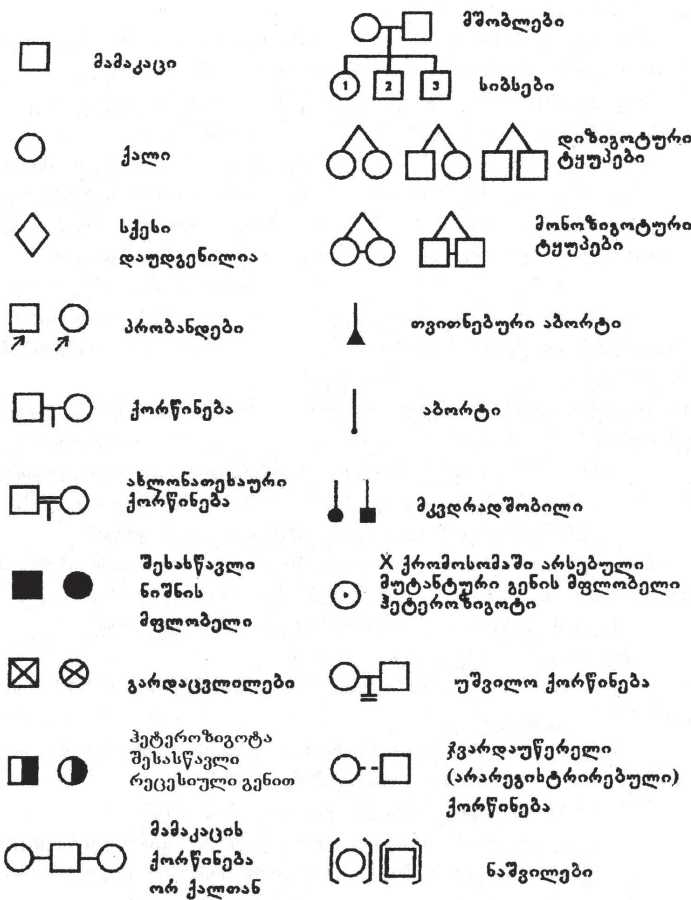 მამაკაცი
ქალი
სქესი
დაუდგენილია
პრობანდები
ქორწინება
ახლონათესაური
ქორწინება
შესასწავლი
ნიშნის
მფლობელი
გარდაცვლილები
ჰეტეროზიგოტა
შესასწავლი
რეცესიული გენით
მამაკაცის
ქორწინება
ორ ქალთან
მშობლები
1 2 3 სიბსები
დიზიგოტური
ტყუპები
მონოზიგოტური
ტყუპები
თვითნებური აბორტი
აბორტი
მკვდრადშობილი
X ქრომოსომაში არსებული
მუტანტური გენის მფლობელი
ჰეტეროზიგოტი
უშვილო ქორწინება
ჯვარდაუწერელი
(არარეგისტრირებული)
ქორწინება
ნაშვილები